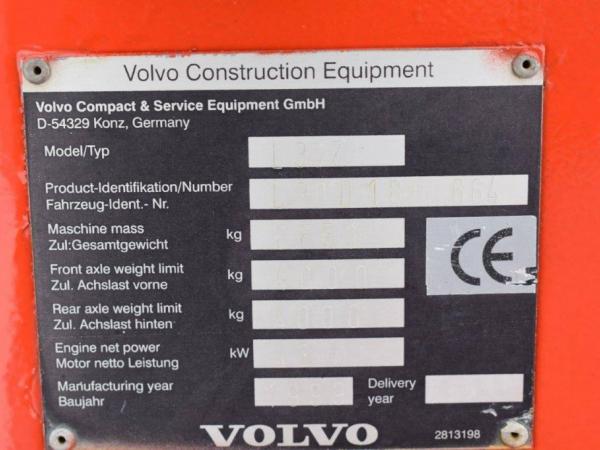 Volvo Construction Equipment
Volvo Compact & Service Equipment GmbH
D-54329 Konz, Germany
Model/Typ
Product-Identifikation/Number
Fahrzeug-Ident.- Nr.
Maschine mass kg
Zul:Gesamtgewicht
Front axle weight limit kg
Zul. Achslast vorne
Rear axle weight limit kg 4000
Zul. Achslast hinten
Engine net power kW
Motor netto Leistung
Manufacturing year Delivery
Baujahr year
CE
VOLVO 2813198